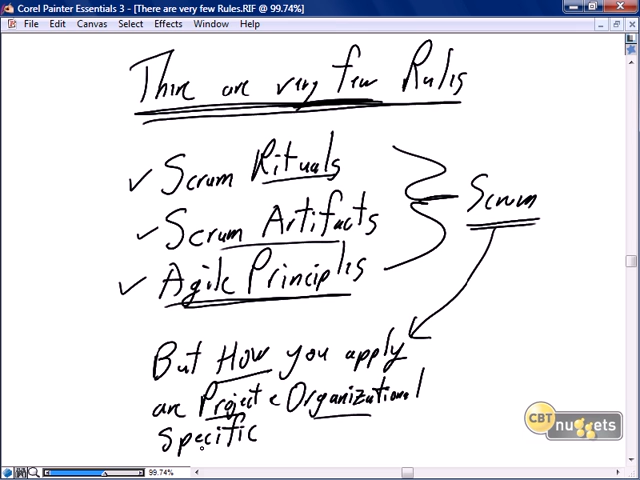 Corel Painter Essentials 3 - [There are very few Rules.RIF @ 99.74%]
File Edit Canvas Select Effects Window Help
There are very few Rules
✓ Scrum Rituals
✓ Scrum Artifacts
✓ Agile Principles
Scrum
But How you apply
are Project & Organizational
Specific
CBT nuggets
99.74%